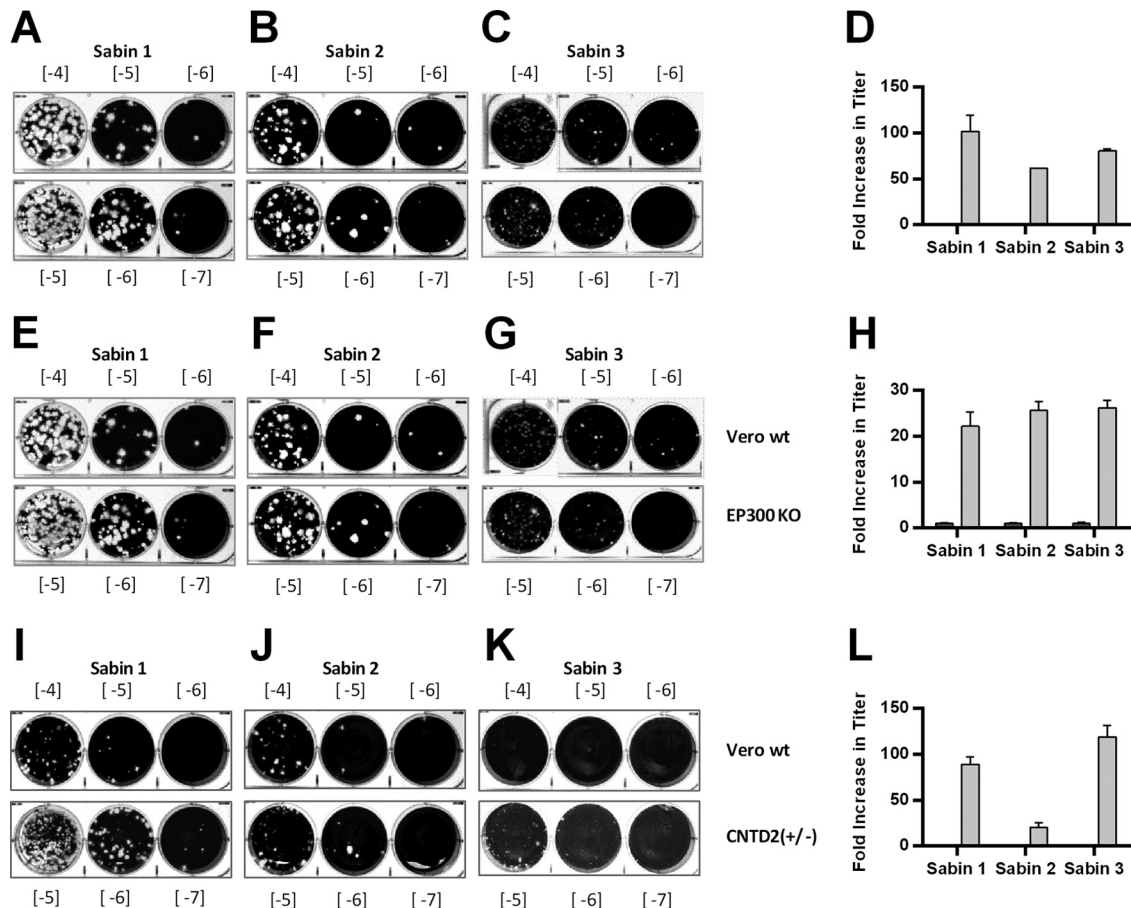 A B C D
Sabin 1 Sabin 2 Sabin 3
[-4] [-5] [-6] [-4] [-5] [-6] [-4] [-5] [-6]
[-5] [-6] [-7] [-5] [-6] [-7] [-5] [-6] [-7]
Fold Increase in Titer
150
100
50
0
Sabin 1 Sabin 2 Sabin 3
E F G H
Sabin 1 Sabin 2 Sabin 3
[-4] [-5] [-6] [-4] [-5] [-6] [-4] [-5] [-6]
Vero wt
EP300 KO
[-5] [-6] [-7] [-5] [-6] [-7] [-5] [-6] [-7]
Fold Increase in Titer
30
20
10
0
Sabin 1 Sabin 2 Sabin 3
I J K L
Sabin 1 Sabin 2 Sabin 3
[-4] [-5] [-6] [-4] [-5] [-6] [-4] [-5] [-6]
Vero wt
CNTD2(+/-)
[-5] [-6] [-7] [-5] [-6] [-7] [-5] [-6] [-7]
Fold Increase in Titer
150
100
50
0
Sabin 1 Sabin 2 Sabin 3